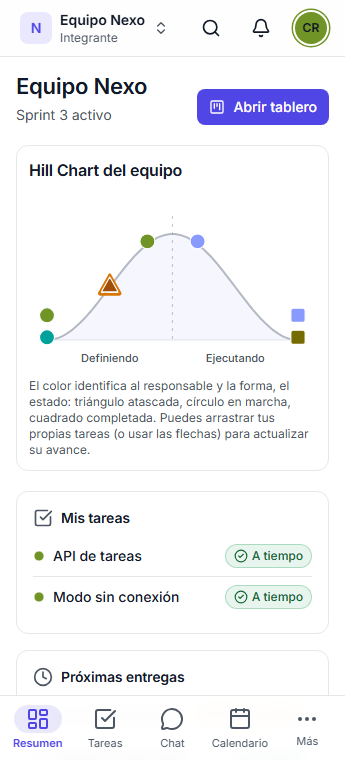 N
Equipo Nexo
Integrante
CR
Equipo Nexo
Sprint 3 activo
Abrir tablero
Hill Chart del equipo
Definiendo
Ejecutando
El color identifica al responsable y la forma, el
estado: triángulo atascada, círculo en marcha,
cuadrado completada. Puedes arrastrar tus
propias tareas (o usar las flechas) para actualizar
su avance.
Mis tareas
API de tareas
A tiempo
Modo sin conexión
A tiempo
Próximas entregas
Resumen
Tareas
Chat
Calendario
Más